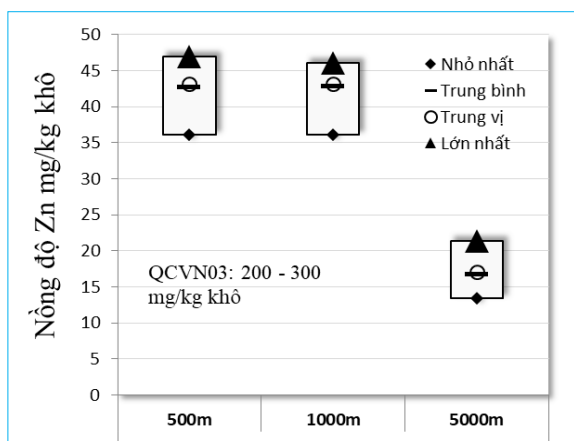 Nồng độ Zn mg/kg khô
50
45
40
35
30
25
20
15
10
5
0
Nhỏ nhất
Trung bình
Trung vị
Lớn nhất
QCVN03: 200 - 300
mg/kg khô
500m 1000m 5000m